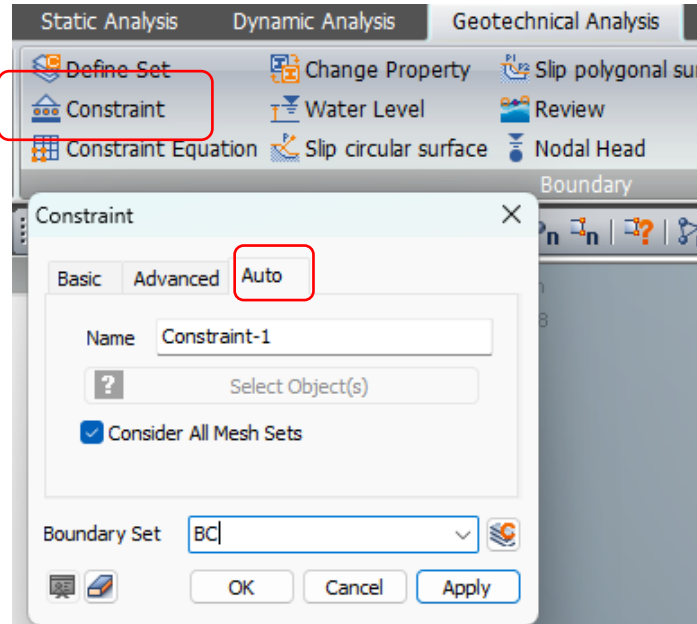 Static Analysis Dynamic Analysis Geotechnical Analysis
Define Set Change Property Slip polygonal sur
Constraint Water Level Review
Constraint Equation Slip circular surface Nodal Head
Boundary
Constraint
Basic Advanced Auto
Name Constraint-1
? Select Object(s)
Consider All Mesh Sets
Boundary Set BC
OK Cancel Apply